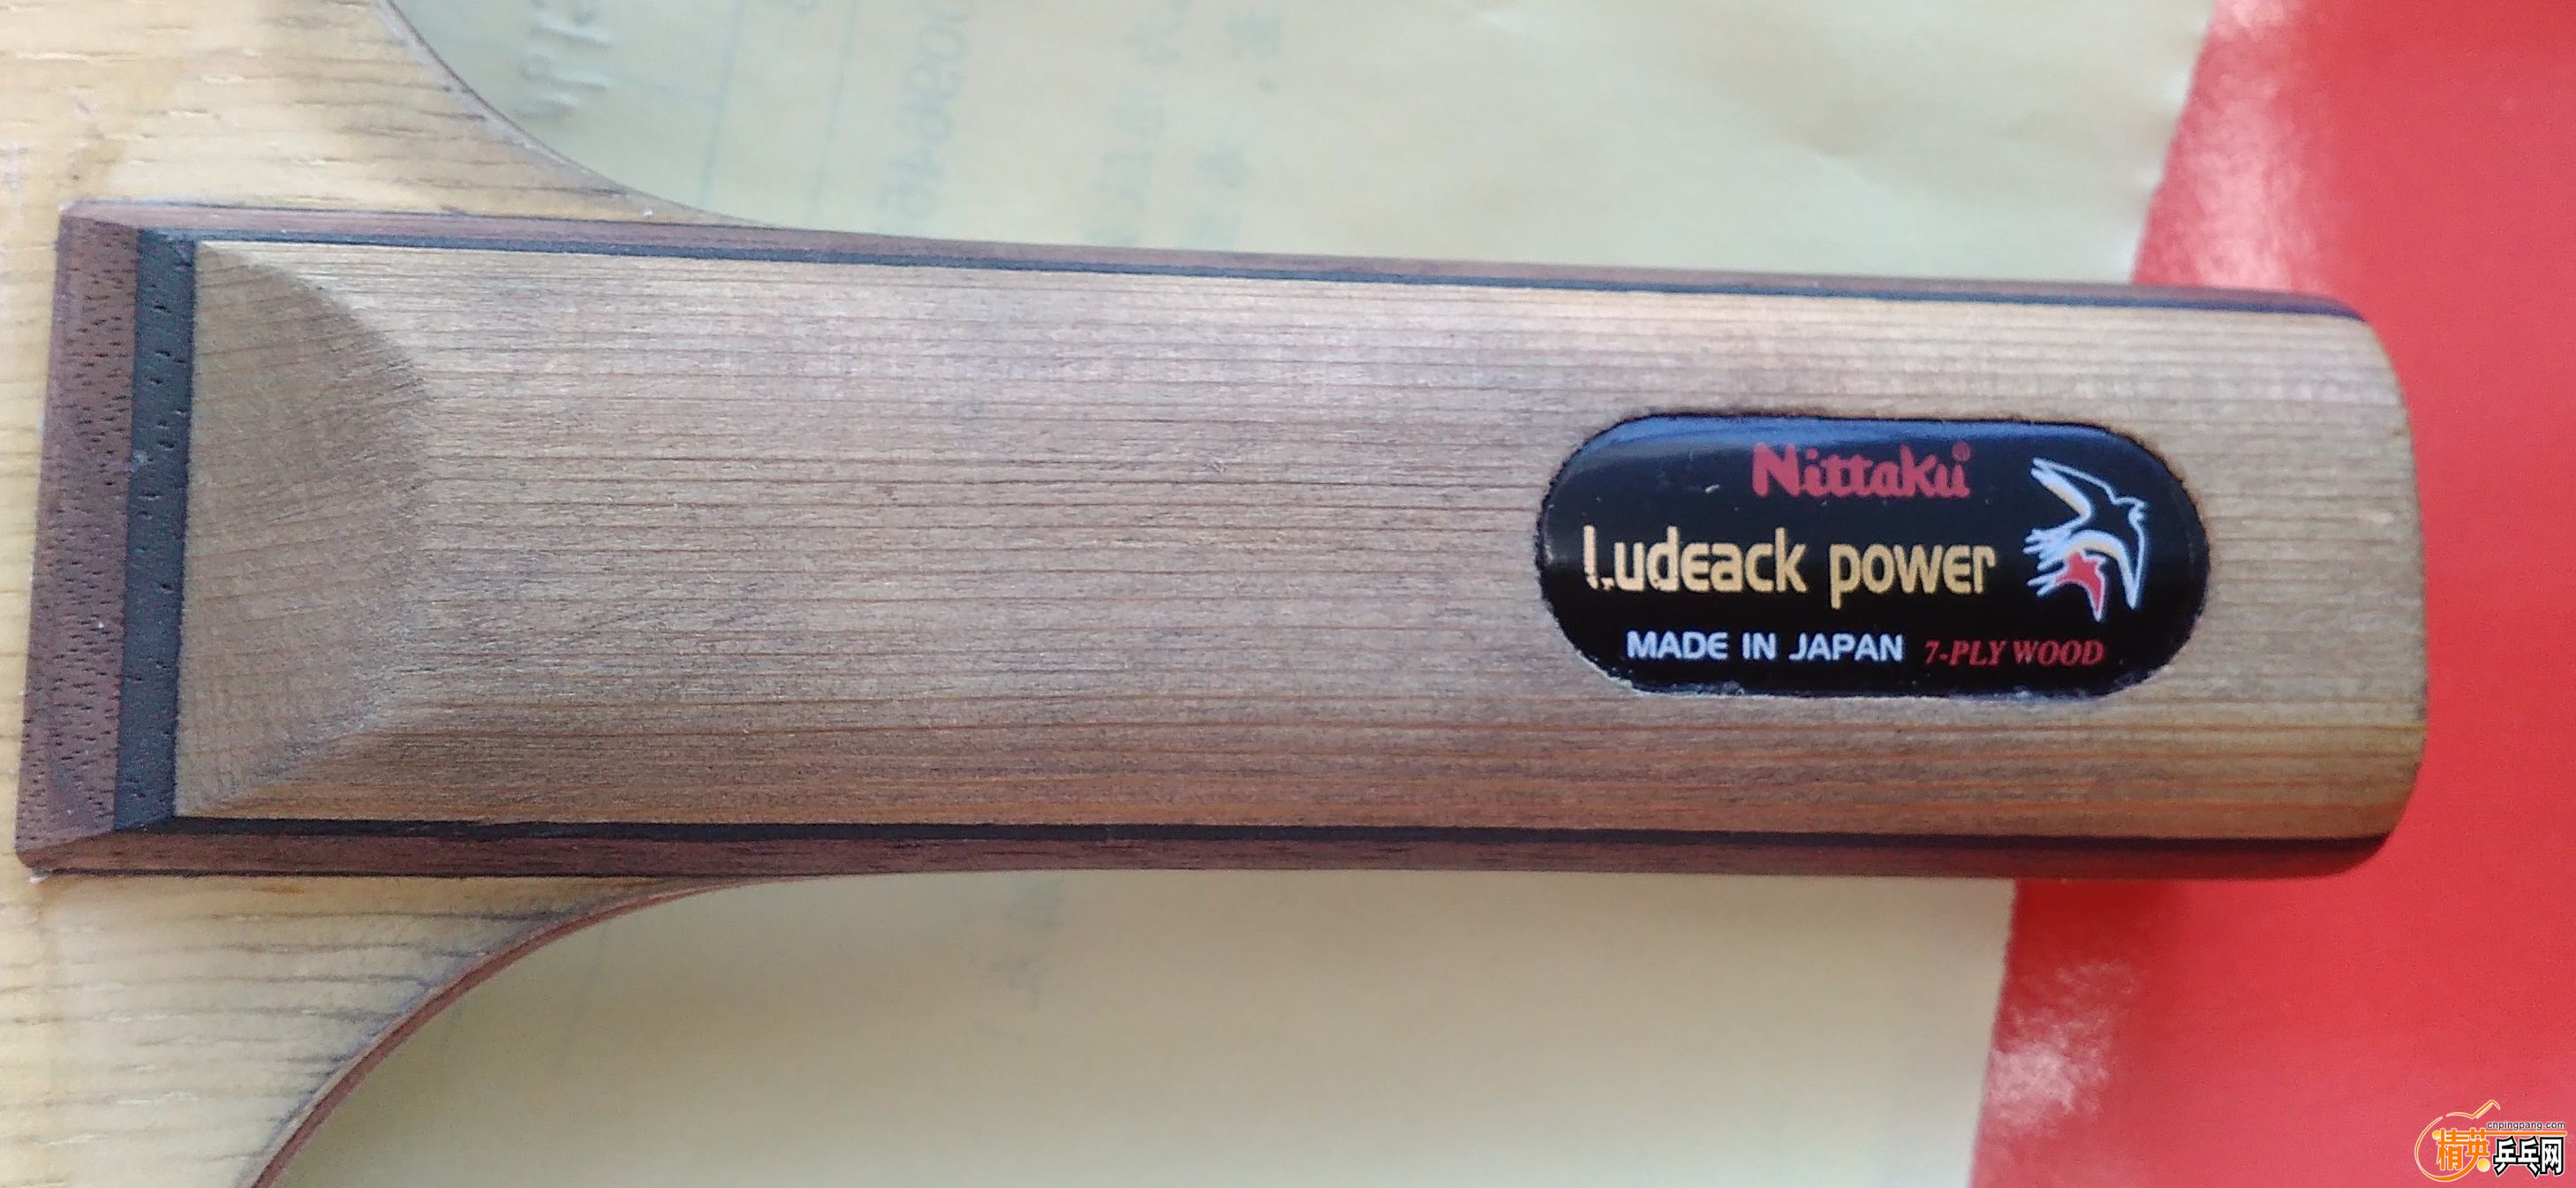 Nittaku®
Ludeack power
MADE IN JAPAN 7-PLY WOOD
cnpingpang.com
精英乒乓网